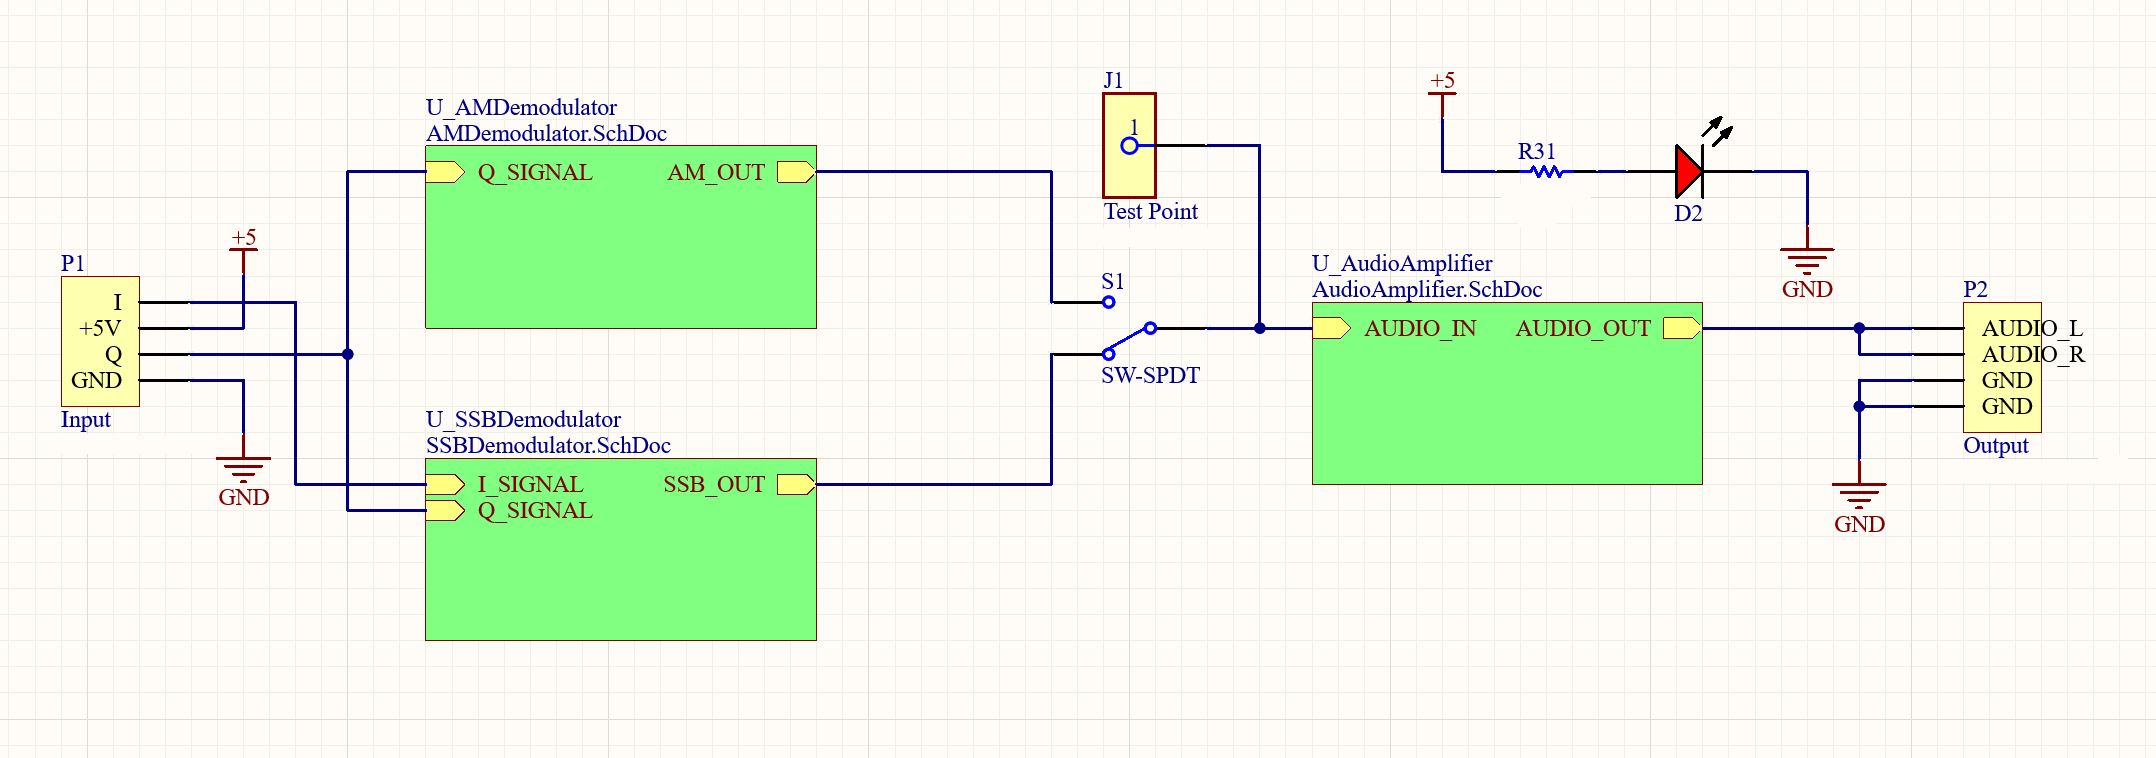 U_AMDemodulator
AMDemodulator.SchDoc
Q_SIGNAL AM_OUT
+5
P1
I
+5V
Q
GND
Input
GND
U_SSBDemodulator
SSBDemodulator.SchDoc
I_SIGNAL SSB_OUT
Q_SIGNAL
J1
1
Test Point
S1
SW-SPDT
+5
R31
D2
GND
U_AudioAmplifier
AudioAmplifier.SchDoc
AUDIO_IN AUDIO_OUT
P2
AUDIO_L
AUDIO_R
GND
GND
Output
GND